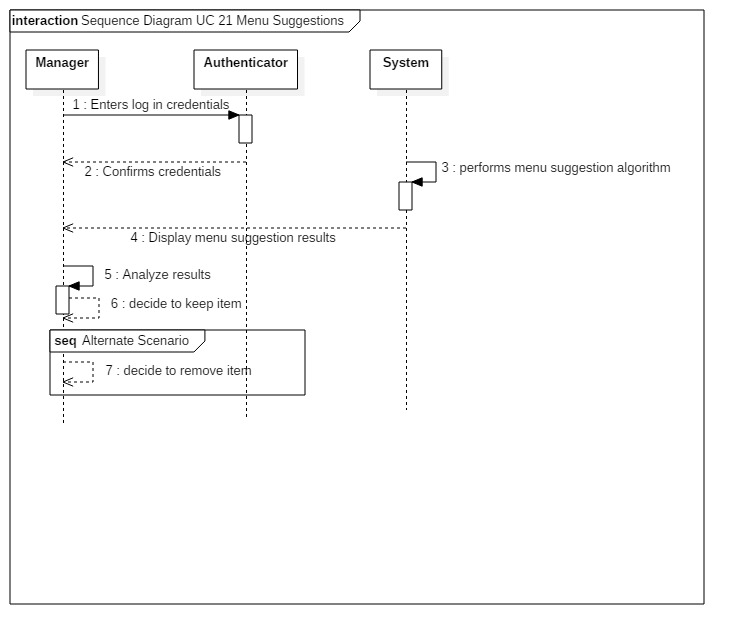 interaction Sequence Diagram UC 21 Menu Suggestions
Manager
Authenticator
System
1 : Enters log in credentials
2 : Confirms credentials
3 : performs menu suggestion algorithm
4 : Display menu suggestion results
5 : Analyze results
6 : decide to keep item
seq Alternate Scenario
7 : decide to remove item